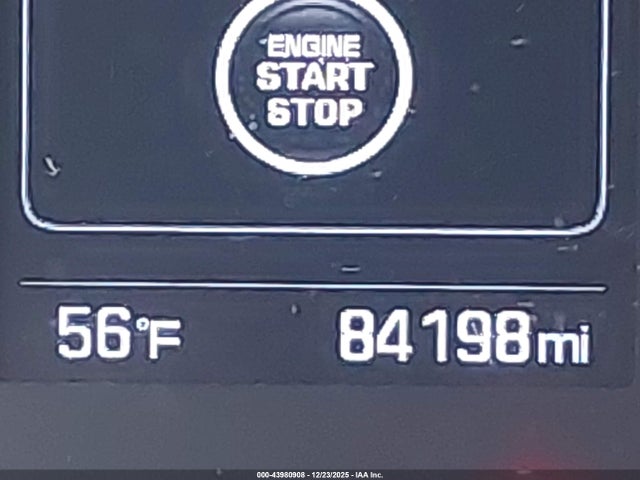 ENGINE
START
STOP
56°F 84198mi
000-43980908 - 12/23/2025 - IAA Inc.